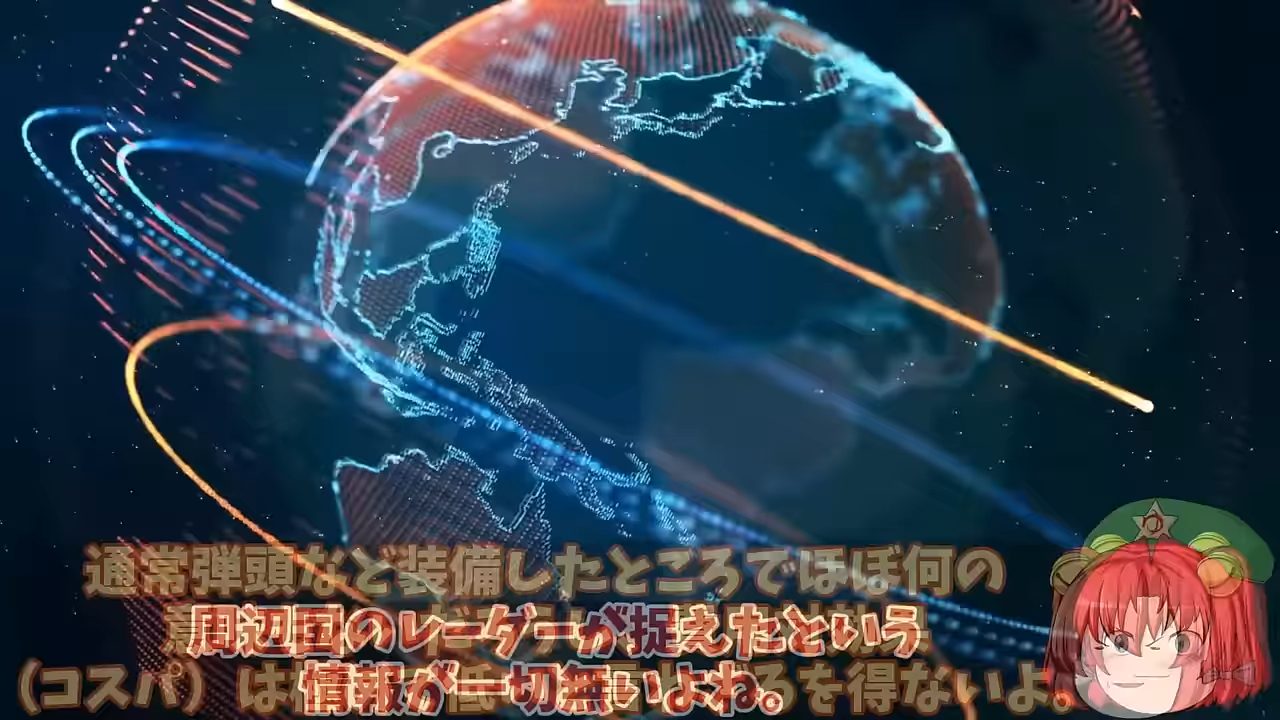 通常弾頭など装備したところでほぼ何の
周辺国のレーダーが捉えたという
情報が一切無いよね。
（コスパ）は
を得ないよ。